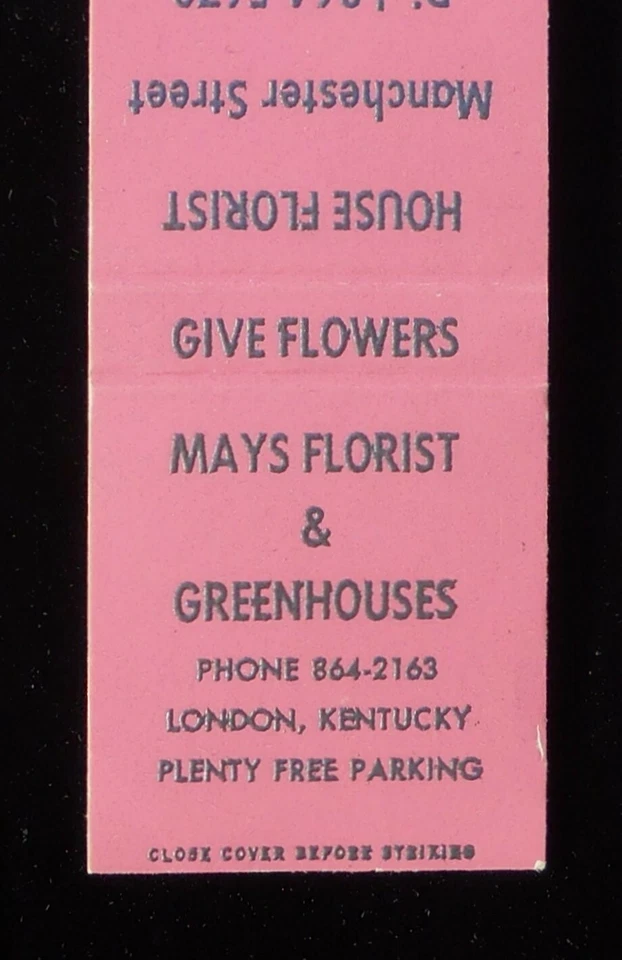 HOUSE FLORIST
Manchester Street
GIVE FLOWERS
MAYS FLORIST
&
GREENHOUSES
PHONE 864-2163
LONDON, KENTUCKY
PLENTY FREE PARKING
CLOSE COVER BEFORE STRIKING